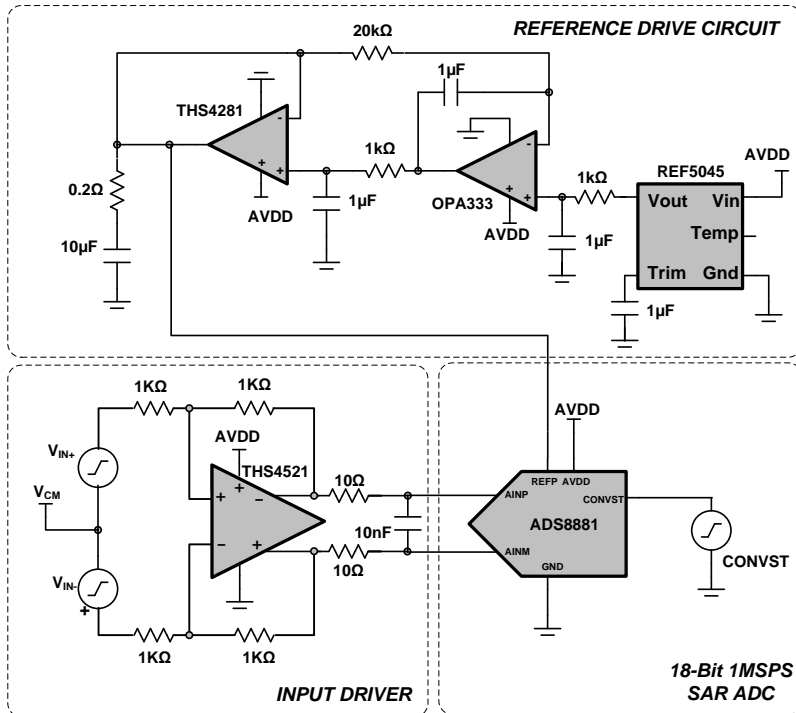 REFERENCE DRIVE CIRCUIT
20kΩ
1µF
THS4281
-
+
+
AVDD
1kΩ
1µF
-
+
+
OPA333
AVDD
1kΩ
1µF
REF5045
AVDD
Vout
Vin
Temp
Trim
Gnd
1µF
0.2Ω
10µF
1KΩ
1KΩ
VIN+
VCM
VIN-
+
AVDD
THS4521
+
+
−
−
+
10Ω
10nF
10Ω
1KΩ
1KΩ
INPUT DRIVER
AVDD
REFP
AVDD
AINP
CONVST
ADS8881
AINM
GND
CONVST
18-Bit 1MSPS
SAR ADC